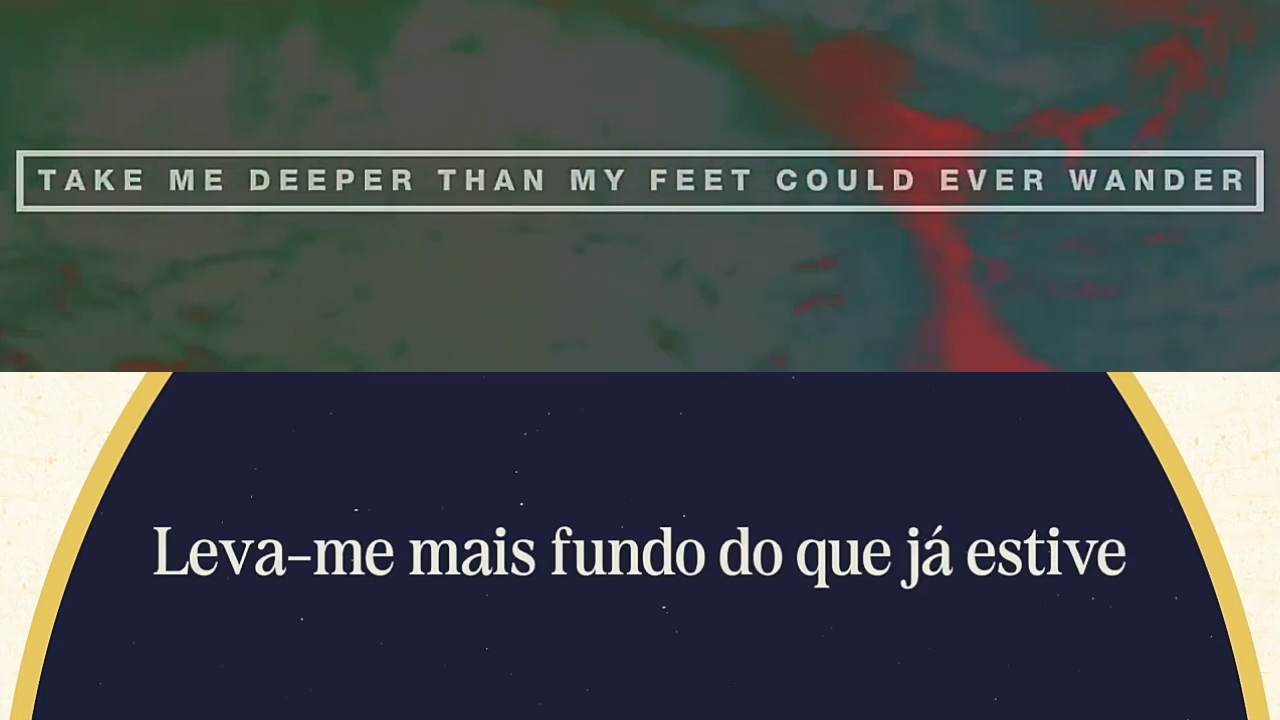 TAKE ME DEEPER THAN MY FEET COULD EVER WANDER
Leva-me mais fundo do que já estive